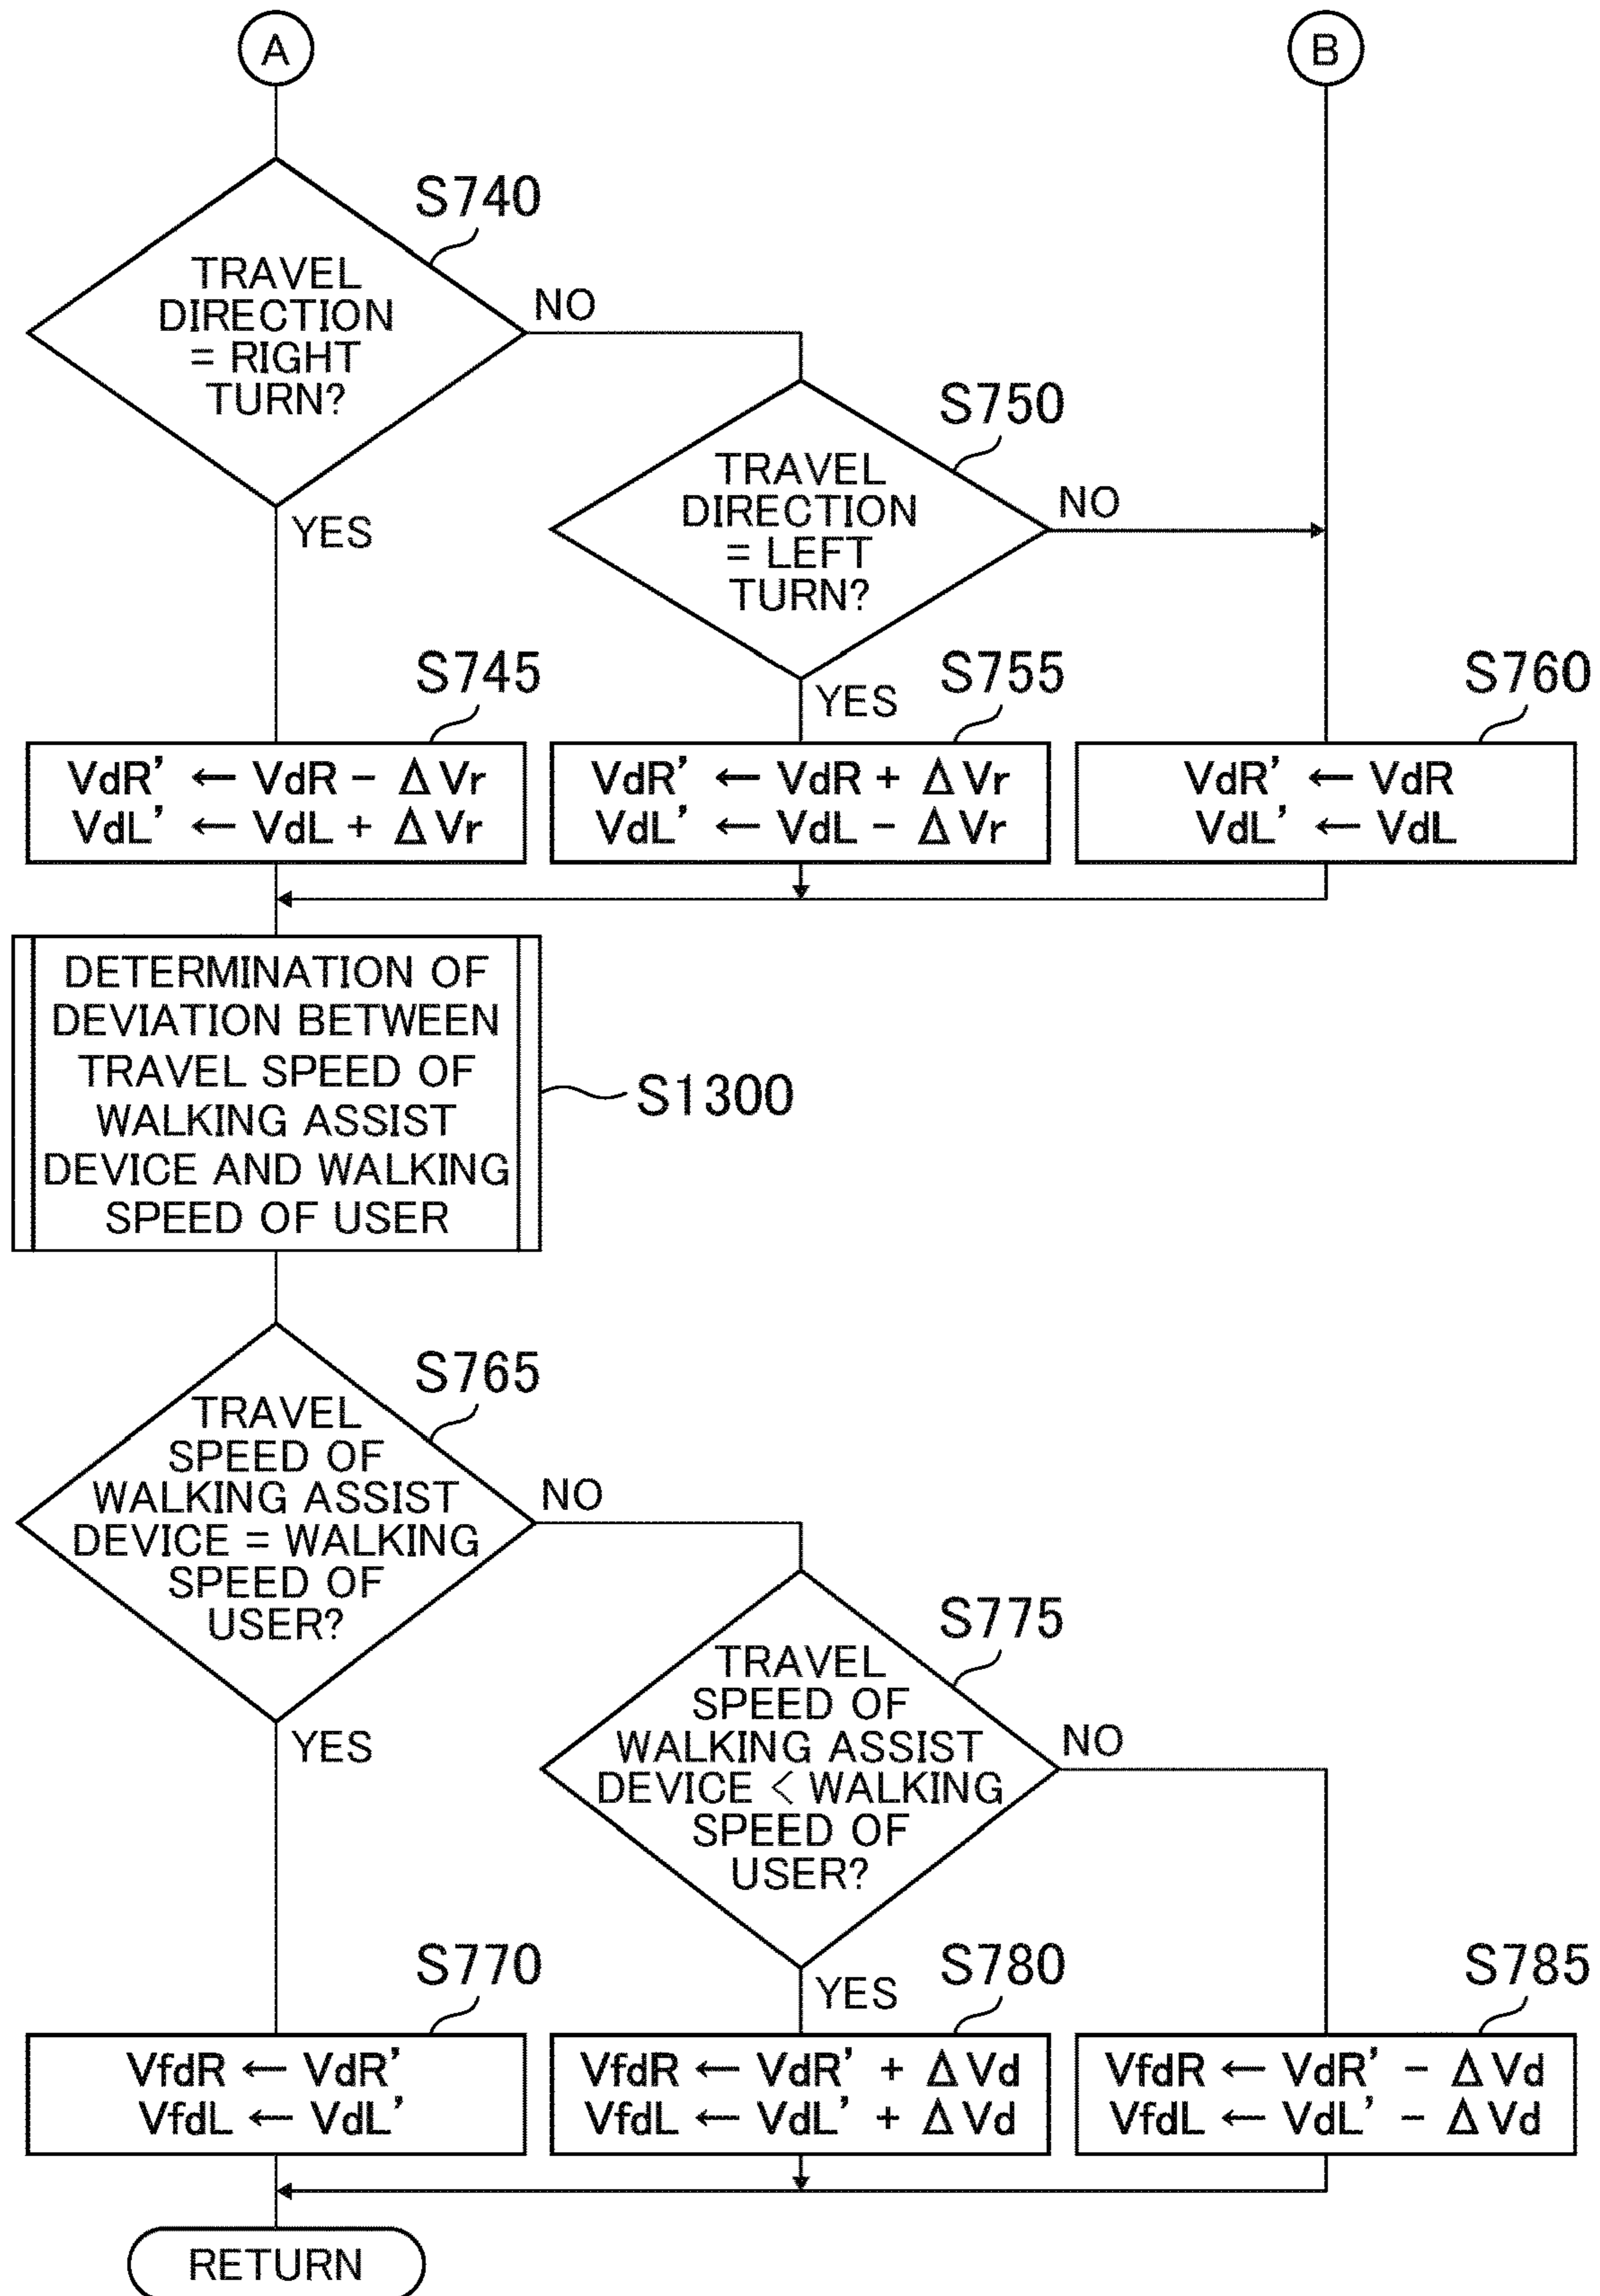 A
B
S740
TRAVEL
DIRECTION
= RIGHT
TURN?
NO
YES
S750
TRAVEL
DIRECTION
= LEFT
TURN?
NO
YES
S745
VdR’ ← VdR − ΔVr
VdL’ ← VdL + ΔVr
S755
VdR’ ← VdR + ΔVr
VdL’ ← VdL − ΔVr
S760
VdR’ ← VdR
VdL’ ← VdL
DETERMINATION OF
DEVIATION BETWEEN
TRAVEL SPEED OF
WALKING ASSIST
DEVICE AND WALKING
SPEED OF USER
S1300
S765
TRAVEL
SPEED OF
WALKING ASSIST
DEVICE = WALKING
SPEED OF
USER?
NO
YES
S775
TRAVEL
SPEED OF
WALKING ASSIST
DEVICE < WALKING
SPEED OF
USER?
NO
YES
S770
VfdR ← VdR’
VfdL ← VdL’
S780
VfdR ← VdR’ + ΔVd
VfdL ← VdL’ + ΔVd
S785
VfdR ← VdR’ − ΔVd
VfdL ← VdL’ − ΔVd
RETURN